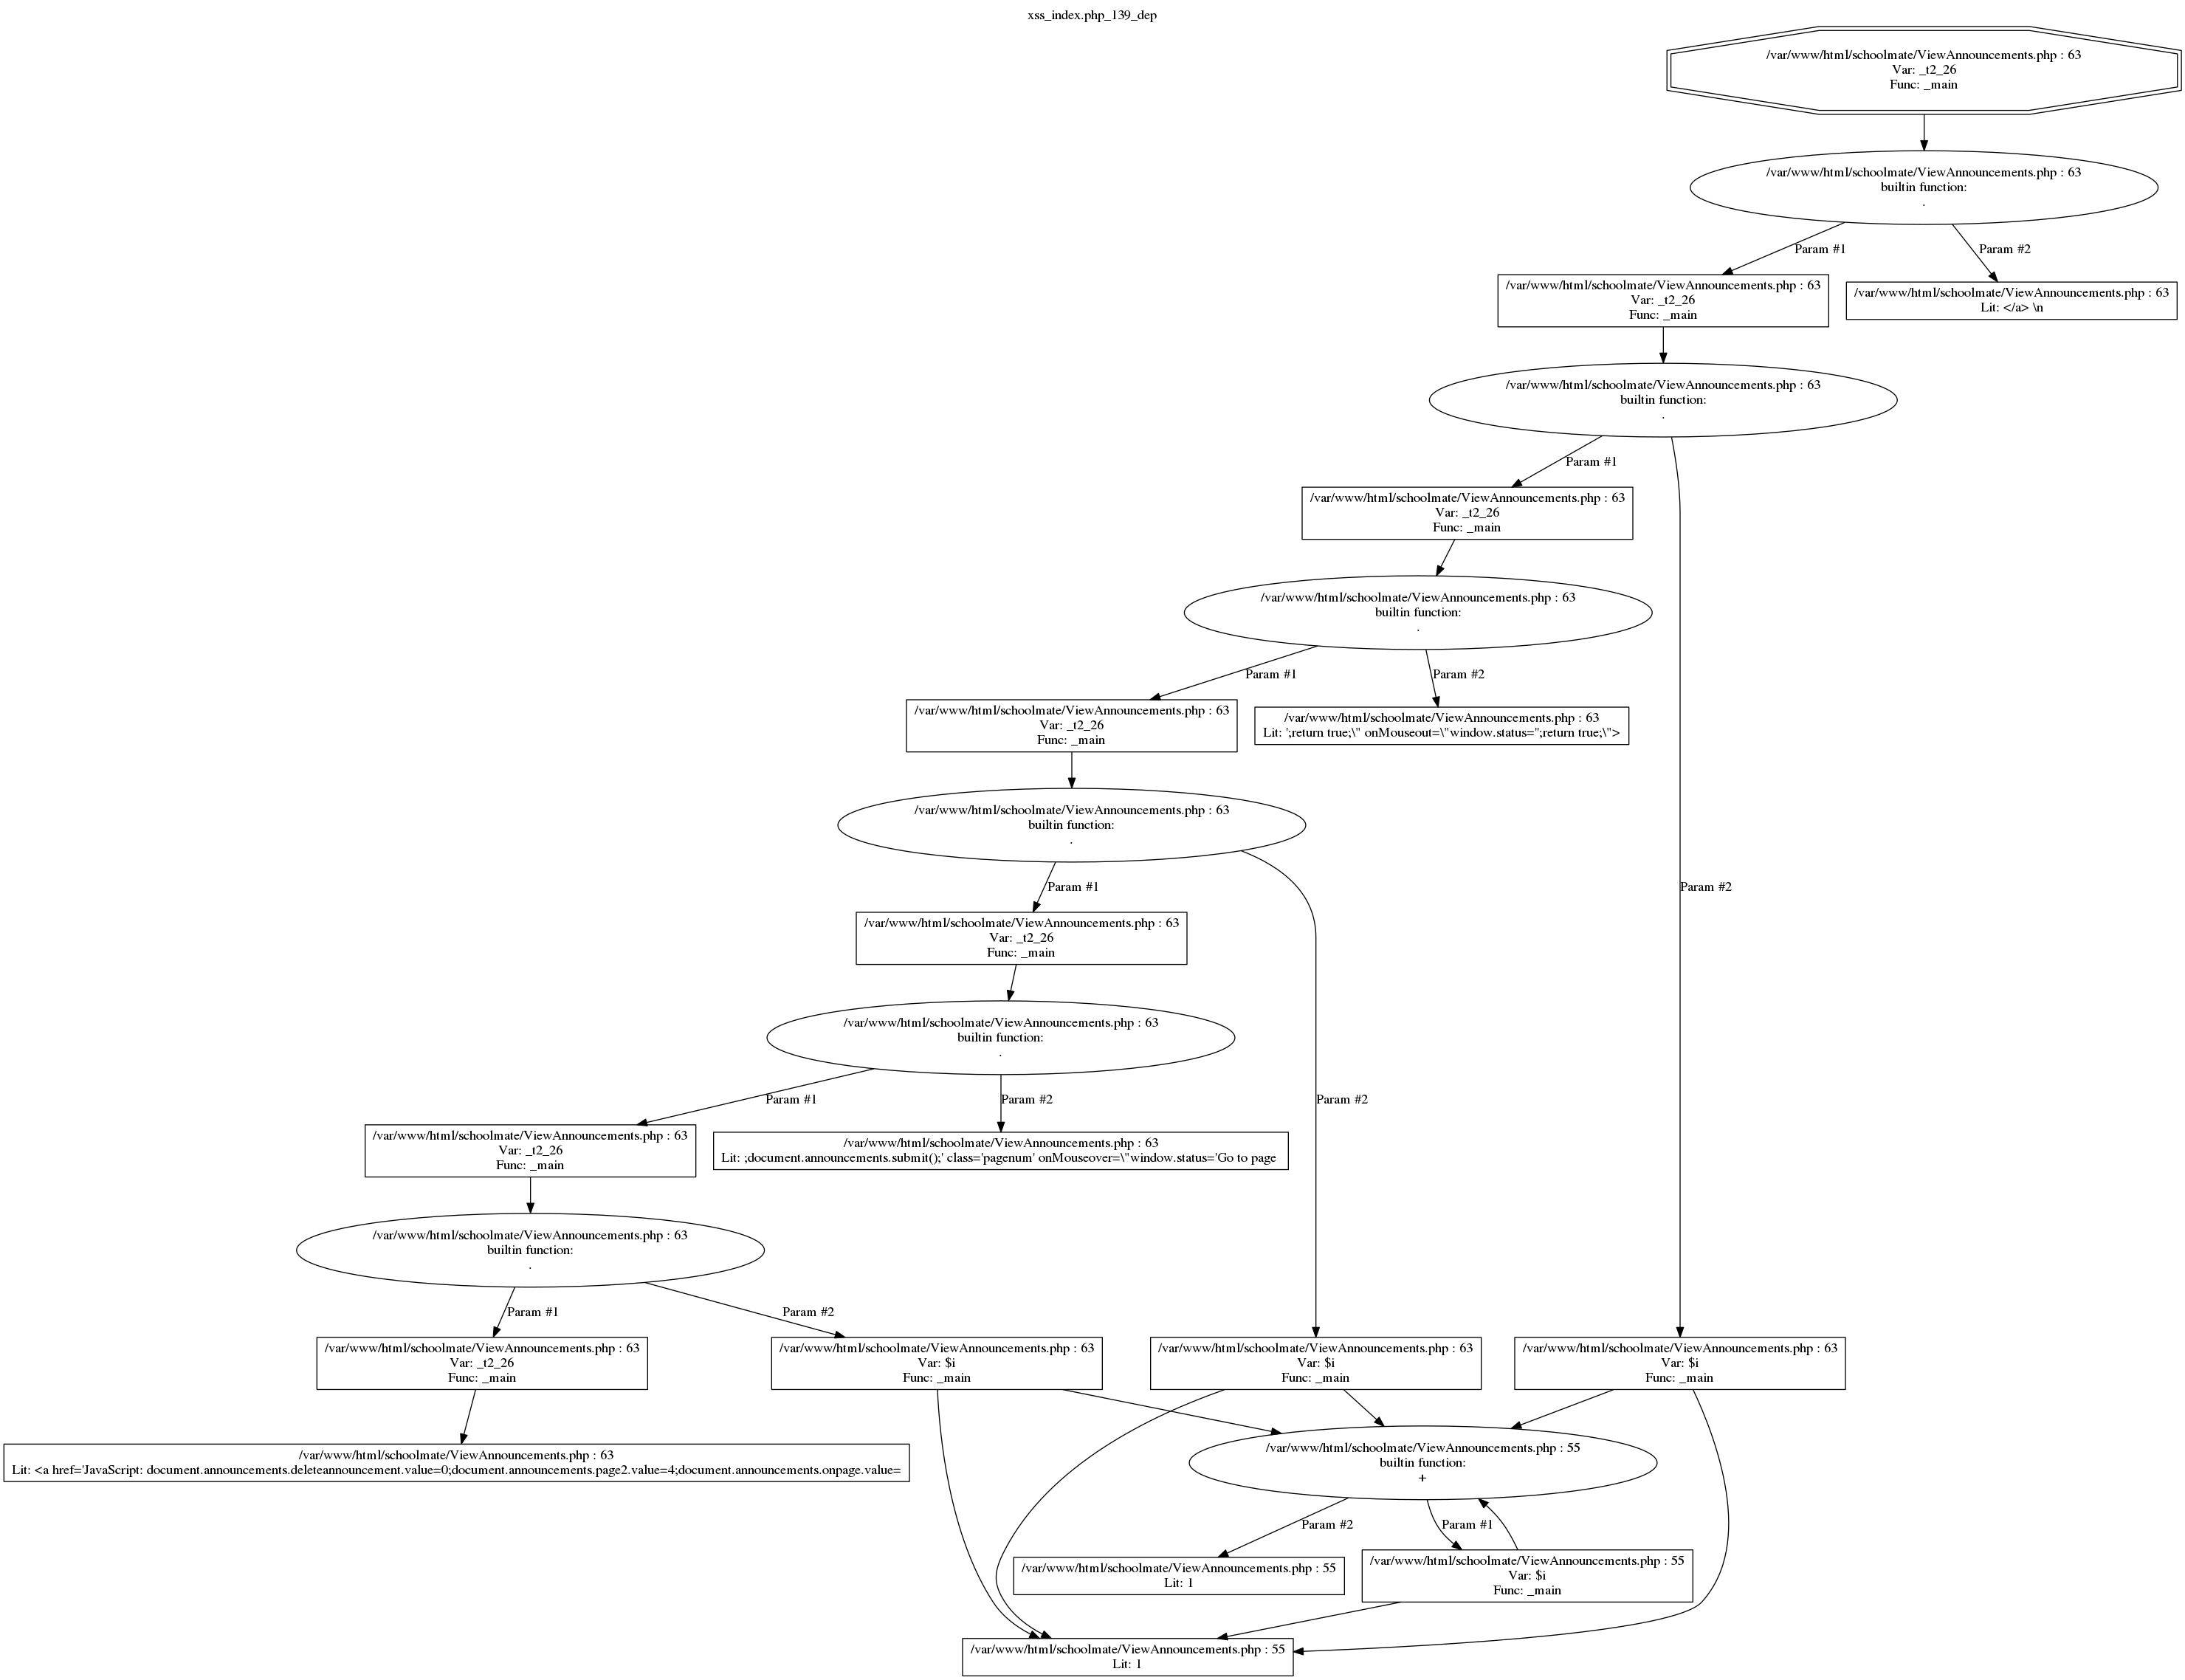 xss_index.php_139_dep
/var/www/html/schoolmate/ViewAnnouncements.php : 63
Var: _t2_26
Func: _main
/var/www/html/schoolmate/ViewAnnouncements.php : 63
builtin function:
.
Param #1
Param #2
/var/www/html/schoolmate/ViewAnnouncements.php : 63
Var: _t2_26
Func: _main
/var/www/html/schoolmate/ViewAnnouncements.php : 63
Lit: </a> \n
/var/www/html/schoolmate/ViewAnnouncements.php : 63
builtin function:
.
Param #1
/var/www/html/schoolmate/ViewAnnouncements.php : 63
Var: _t2_26
Func: _main
/var/www/html/schoolmate/ViewAnnouncements.php : 63
builtin function:
.
Param #1
Param #2
/var/www/html/schoolmate/ViewAnnouncements.php : 63
Var: _t2_26
Func: _main
/var/www/html/schoolmate/ViewAnnouncements.php : 63
Lit: ';return true;\" onMouseout=\"window.status='';return true;\">
/var/www/html/schoolmate/ViewAnnouncements.php : 63
builtin function:
.
Param #1
Param #2
/var/www/html/schoolmate/ViewAnnouncements.php : 63
Var: _t2_26
Func: _main
/var/www/html/schoolmate/ViewAnnouncements.php : 63
builtin function:
.
Param #1
Param #2
Param #2
/var/www/html/schoolmate/ViewAnnouncements.php : 63
Var: _t2_26
Func: _main
/var/www/html/schoolmate/ViewAnnouncements.php : 63
Lit: ;document.announcements.submit();' class='pagenum' onMouseover=\"window.status='Go to page
/var/www/html/schoolmate/ViewAnnouncements.php : 63
builtin function:
.
Param #1
Param #2
/var/www/html/schoolmate/ViewAnnouncements.php : 63
Var: _t2_26
Func: _main
/var/www/html/schoolmate/ViewAnnouncements.php : 63
Var: $i
Func: _main
/var/www/html/schoolmate/ViewAnnouncements.php : 63
Var: $i
Func: _main
/var/www/html/schoolmate/ViewAnnouncements.php : 63
Var: $i
Func: _main
/var/www/html/schoolmate/ViewAnnouncements.php : 63
Lit: <a href='JavaScript: document.announcements.deleteannouncement.value=0;document.announcements.page2.value=4;document.announcements.onpage.value=
/var/www/html/schoolmate/ViewAnnouncements.php : 55
builtin function:
+
Param #2
Param #1
/var/www/html/schoolmate/ViewAnnouncements.php : 55
Lit: 1
/var/www/html/schoolmate/ViewAnnouncements.php : 55
Var: $i
Func: _main
/var/www/html/schoolmate/ViewAnnouncements.php : 55
Lit: 1